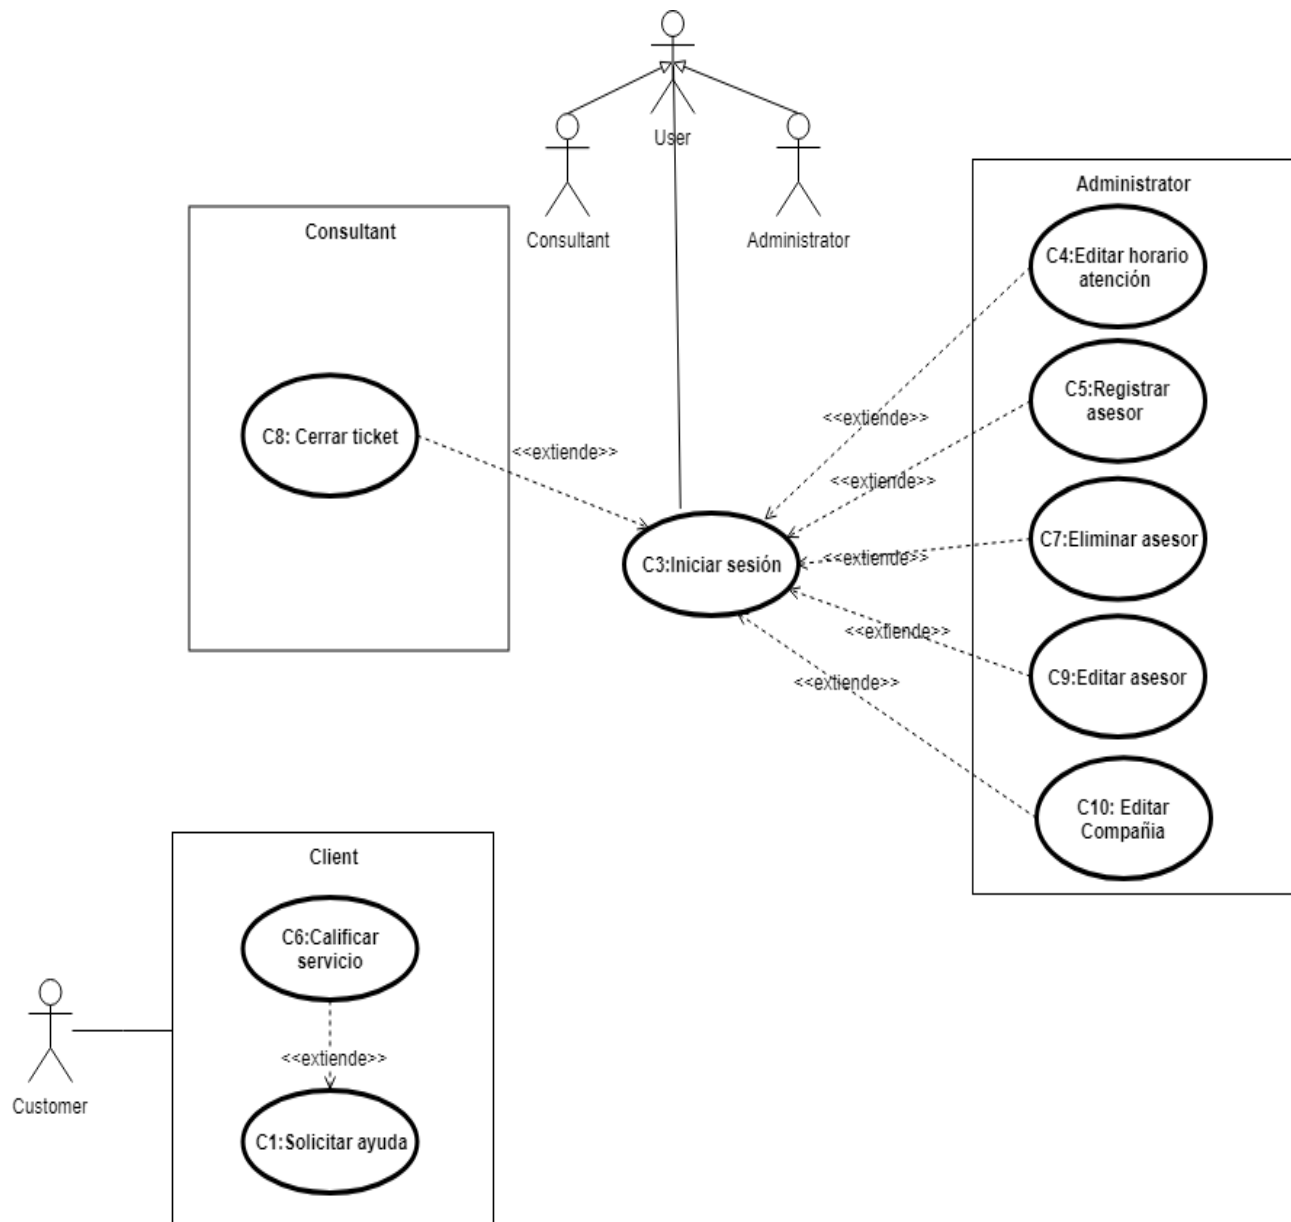 User
Consultant
Administrator
Administrator
C4:Editar horario
atención
Consultant
C5:Registrar
asesor
<<extiende>>
C8: Cerrar ticket
<<extiende>>
<<extiende>>
C7:Eliminar asesor
<<extiende>>
C3:Iniciar sesión
<<extiende>>
C9:Editar asesor
<<extiende>>
C10: Editar
Compañia
Client
C6:Calificar
servicio
<<extiende>>
Customer
C1:Solicitar ayuda